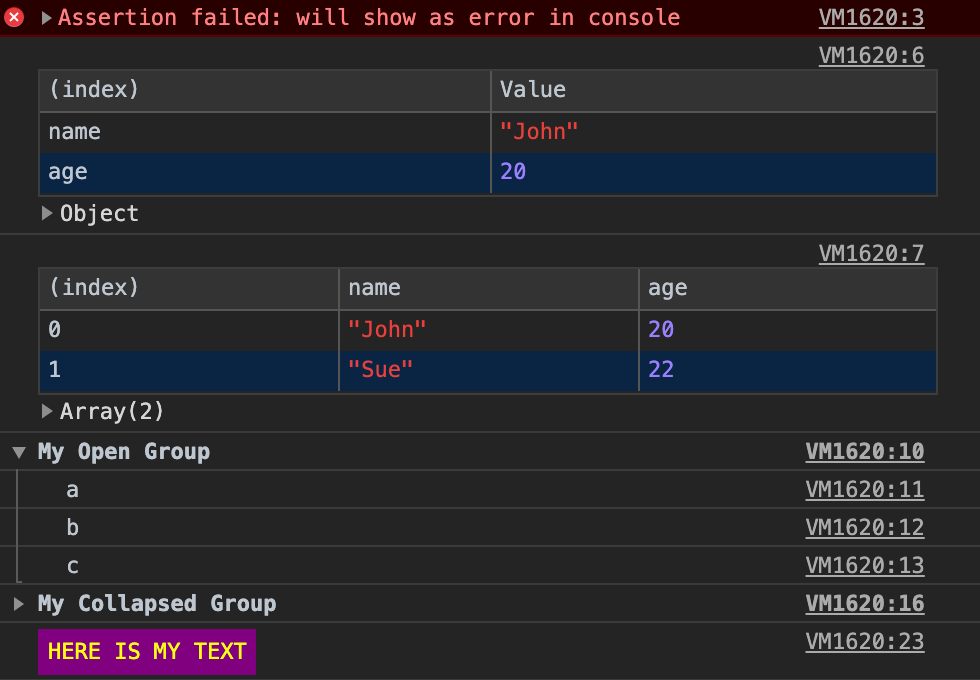 Assertion failed: will show as error in console VM1620:3
VM1620:6
(index) Value
name "John"
age 20
Object
VM1620:7
(index) name age
0 "John" 20
1 "Sue" 22
Array(2)
My Open Group VM1620:10
a VM1620:11
b VM1620:12
c VM1620:13
My Collapsed Group VM1620:16
HERE IS MY TEXT VM1620:23